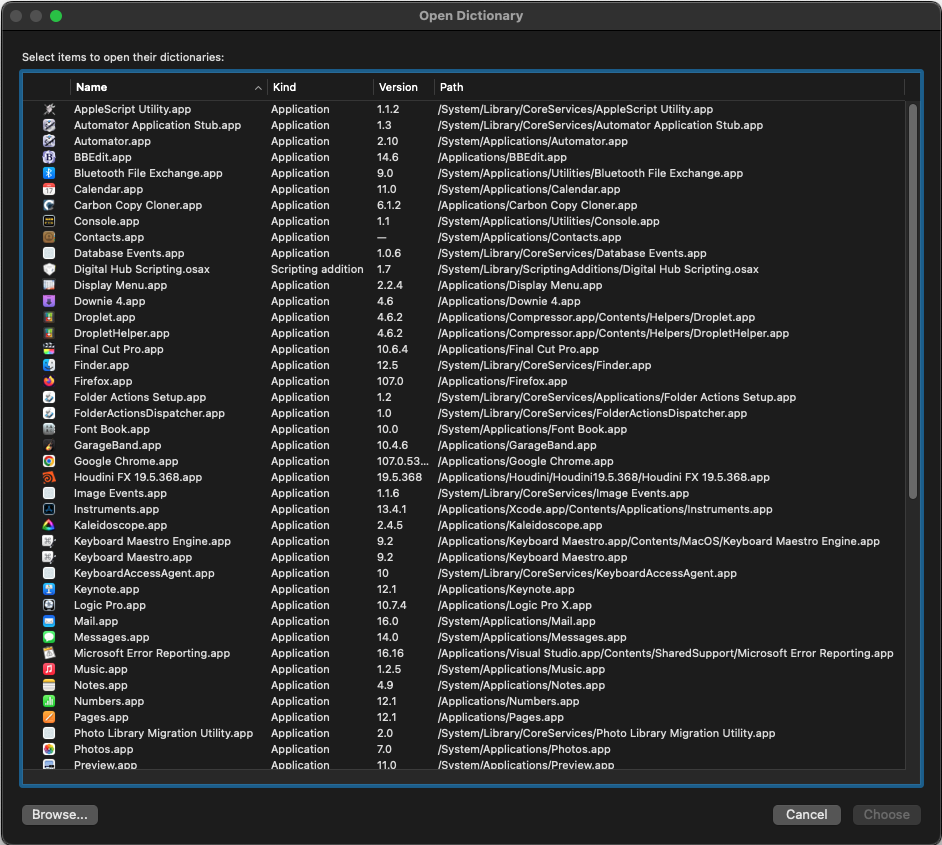 Open Dictionary
Select items to open their dictionaries:
Name Kind Version Path
AppleScript Utility.app Application 1.1.2 /System/Library/CoreServices/AppleScript Utility.app
Automator Application Stub.app Application 1.3 /System/Library/CoreServices/Automator Application Stub.app
Automator.app Application 2.10 /System/Applications/Automator.app
BBEdit.app Application 14.6 /Applications/BBEdit.app
Bluetooth File Exchange.app Application 9.0 /System/Applications/Utilities/Bluetooth File Exchange.app
Calendar.app Application 11.0 /System/Applications/Calendar.app
Carbon Copy Cloner.app Application 6.1.2 /Applications/Carbon Copy Cloner.app
Console.app Application 1.1 /System/Applications/Utilities/Console.app
Contacts.app Application — /System/Applications/Contacts.app
Database Events.app Application 1.0.6 /System/Library/CoreServices/Database Events.app
Digital Hub Scripting.osax Scripting addition 1.7 /System/Library/ScriptingAdditions/Digital Hub Scripting.osax
Display Menu.app Application 2.2.4 /Applications/Display Menu.app
Downie 4.app Application 4.6 /Applications/Downie 4.app
Droplet.app Application 4.6.2 /Applications/Compressor.app/Contents/Helpers/Droplet.app
DropletHelper.app Application 4.6.2 /Applications/Compressor.app/Contents/Helpers/DropletHelper.app
Final Cut Pro.app Application 10.6.4 /Applications/Final Cut Pro.app
Finder.app Application 12.5 /System/Library/CoreServices/Finder.app
Firefox.app Application 107.0 /Applications/Firefox.app
Folder Actions Setup.app Application 1.2 /System/Library/CoreServices/Applications/Folder Actions Setup.app
FolderActionsDispatcher.app Application 1.0 /System/Library/CoreServices/FolderActionsDispatcher.app
Font Book.app Application 10.0 /System/Applications/Font Book.app
GarageBand.app Application 10.4.6 /Applications/GarageBand.app
Google Chrome.app Application 107.0.53... /Applications/Google Chrome.app
Houdini FX 19.5.368.app Application 19.5.368 /Applications/Houdini/Houdini19.5.368/Houdini FX 19.5.368.app
Image Events.app Application 1.1.6 /System/Library/CoreServices/Image Events.app
Instruments.app Application 13.4.1 /Applications/Xcode.app/Contents/Applications/Instruments.app
Kaleidoscope.app Application 2.4.5 /Applications/Kaleidoscope.app
Keyboard Maestro Engine.app Application 9.2 /Applications/Keyboard Maestro.app/Contents/MacOS/Keyboard Maestro Engine.app
Keyboard Maestro.app Application 9.2 /Applications/Keyboard Maestro.app
KeyboardAccessAgent.app Application 10 /System/Library/CoreServices/KeyboardAccessAgent.app
Keynote.app Application 12.1 /Applications/Keynote.app
Logic Pro.app Application 10.7.4 /Applications/Logic Pro X.app
Mail.app Application 16.0 /System/Applications/Mail.app
Messages.app Application 14.0 /System/Applications/Messages.app
Microsoft Error Reporting.app Application 16.16 /Applications/Visual Studio.app/Contents/SharedSupport/Microsoft Error Reporting.app
Music.app Application 1.2.5 /System/Applications/Music.app
Notes.app Application 4.9 /System/Applications/Notes.app
Numbers.app Application 12.1 /Applications/Numbers.app
Pages.app Application 12.1 /Applications/Pages.app
Photo Library Migration Utility.app Application 2.0 /System/Library/CoreServices/Photo Library Migration Utility.app
Photos.app Application 7.0 /System/Applications/Photos.app
Preview.app Application 11.0 /System/Applications/Preview.app
Browse... Cancel Choose